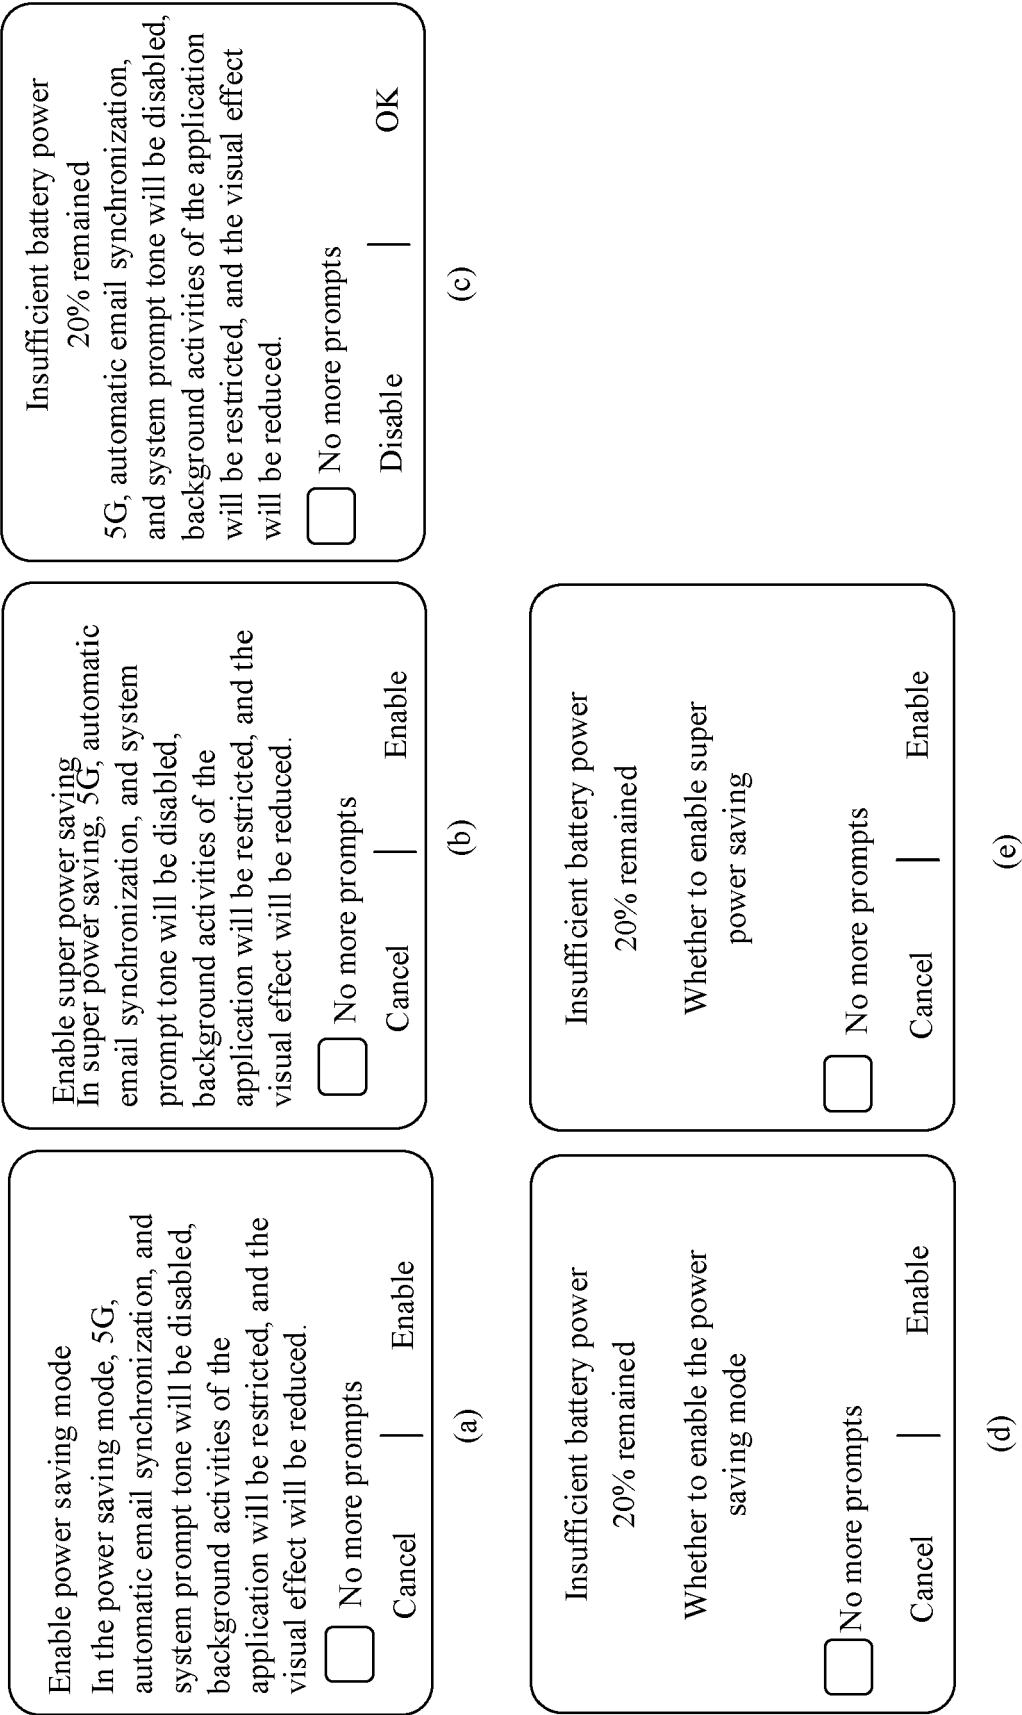 Enable power saving mode
In the power saving mode, 5G,
automatic email synchronization, and
system prompt tone will be disabled,
background activities of the
application will be restricted, and the
visual effect will be reduced.
No more prompts
Cancel | Enable
(a)
Enable super power saving
In super power saving, 5G, automatic
email synchronization, and system
prompt tone will be disabled,
background activities of the
application will be restricted, and the
visual effect will be reduced.
No more prompts
Cancel | Enable
(b)
Insufficient battery power
20% remained
5G, automatic email synchronization,
and system prompt tone will be disabled,
background activities of the application
will be restricted, and the visual effect
will be reduced.
No more prompts
Disable | OK
(c)
Insufficient battery power
20% remained
Whether to enable the power
saving mode
No more prompts
Cancel | Enable
(d)
Insufficient battery power
20% remained
Whether to enable super
power saving
No more prompts
Cancel | Enable
(e)